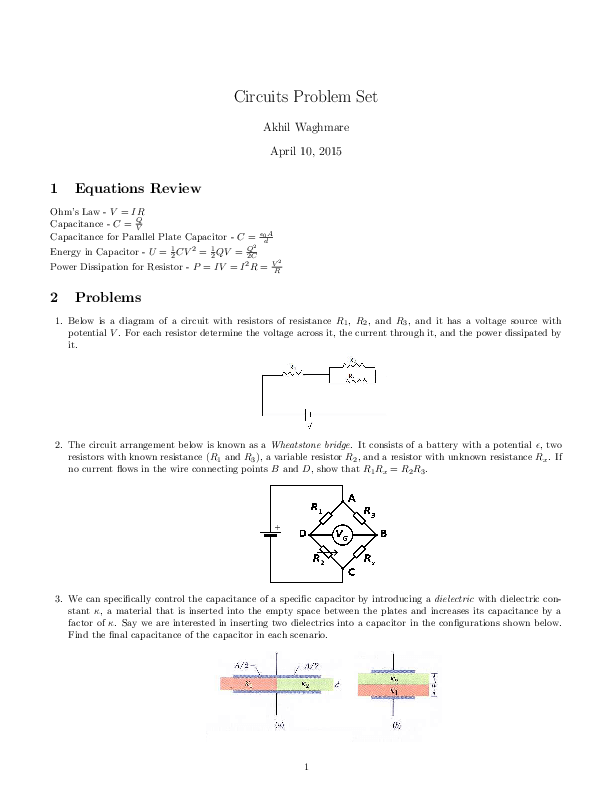 Circuits Problem Set
Akhil Waghmare
April 10, 2015
1 Equations Review
Ohm's Law - V = IR
Capacitance - C = Q/V
Capacitance for Parallel Plate Capacitor - C = ε₀A/d
Energy in Capacitor - U = ½CV² = ½QV = Q²/2C
Power Dissipation for Resistor - P = IV = I²R = V²/R
2 Problems
1. Below is a diagram of a circuit with resistors of resistance R₁, R₂, and R₃, and it has a voltage source with
potential V. For each resistor determine the voltage across it, the current through it, and the power dissipated by
it.
R₁
V
2. The circuit arrangement below is known as a Wheatstone bridge. It consists of a battery with a potential ϵ, two
resistors with known resistance (R₁ and R₃), a variable resistor R₂, and a resistor with unknown resistance Rₓ. If
no current flows in the wire connecting points B and D, show that R₁Rₓ = R₂R₃.
+
A
R₁
R₃
D
V_G
B
R₂
Rₓ
C
3. We can specifically control the capacitance of a specific capacitor by introducing a dielectric with dielectric con-
stant κ, a material that is inserted into the empty space between the plates and increases its capacitance by a
factor of κ. Say we are interested in inserting two dielectrics into a capacitor in the configurations shown below.
Find the final capacitance of the capacitor in each scenario.
A/2
A/2
κ₂
d
(a)
κ₁
d
(b)
1